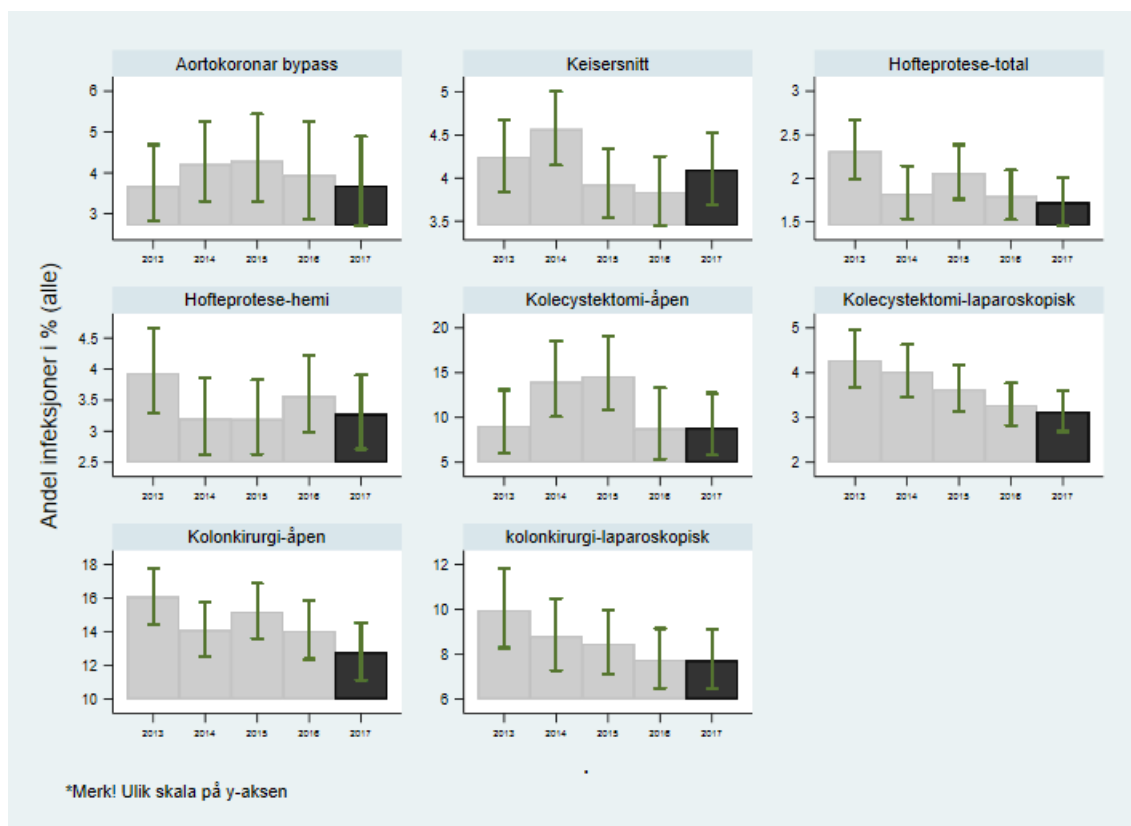 Aortokoronar bypass
Keisersnitt
Hofteprotese-total
6
5
4
3
5
4.5
4
3.5
3
2.5
2
1.5
2013 2014 2015 2016 2017
2013 2014 2015 2016 2017
2013 2014 2015 2016 2017
Andel infeksjoner i % (alle)
Hofteprotese-hemi
Kolecystektomi-åpen
Kolecystektomi-laparoskopisk
4.5
4
3.5
3
2.5
20
15
10
5
5
4
3
2
2013 2014 2015 2016 2017
2013 2014 2015 2016 2017
2013 2014 2015 2016 2017
Kolonkirurgi-åpen
kolonkirurgi-laparoskopisk
18
16
14
12
10
12
10
8
6
2013 2014 2015 2016 2017
2013 2014 2015 2016 2017
.
*Merk! Ulik skala på y-aksen